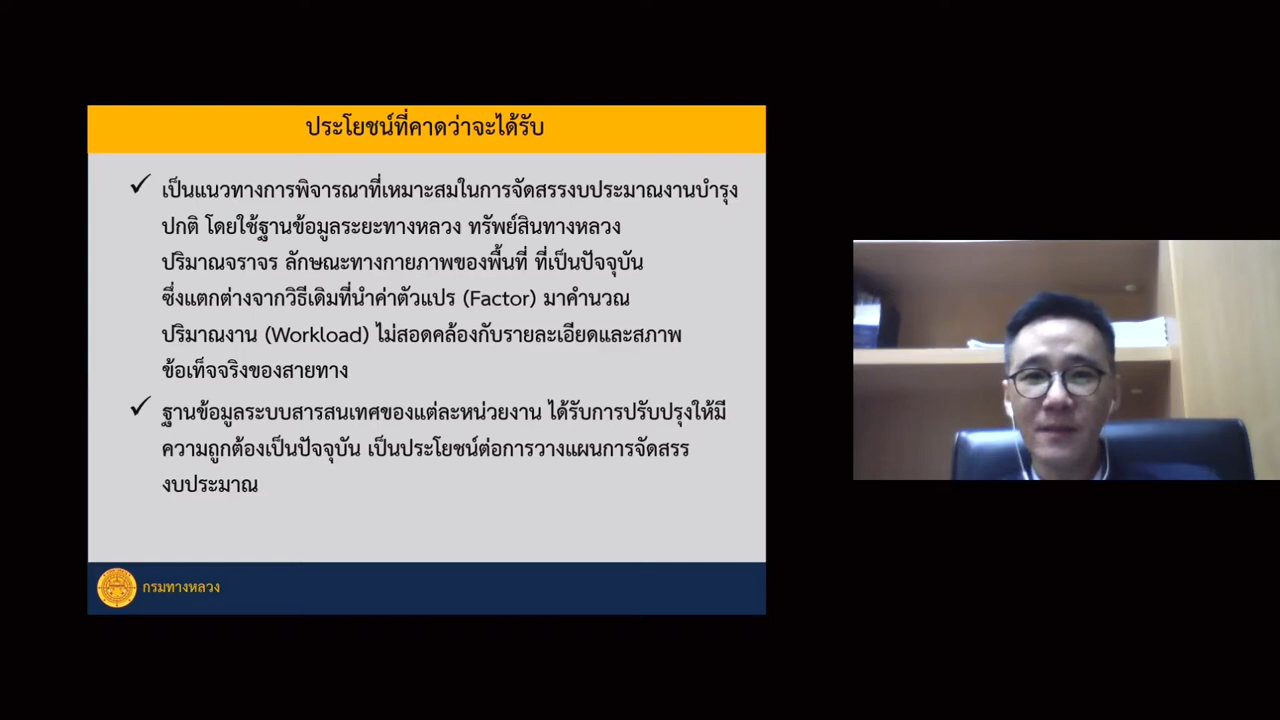 ประโยชน์ที่คาดว่าจะได้รับ
✓ เป็นแนวทางการพิจารณาที่เหมาะสมในการจัดสรรงบประมาณงานบำรุง
ปกติ โดยใช้ฐานข้อมูลระยะทางหลวง ทรัพย์สินทางหลวง
ปริมาณจราจร ลักษณะทางกายภาพของพื้นที่ ที่เป็นปัจจุบัน
ซึ่งแตกต่างจากวิธีเดิมที่นำค่าตัวแปร (Factor) มาคำนวณ
ปริมาณงาน (Workload) ไม่สอดคล้องกับรายละเอียดและสภาพ
ข้อเท็จจริงของสายทาง
✓ ฐานข้อมูลระบบสารสนเทศของแต่ละหน่วยงาน ได้รับการปรับปรุงให้มี
ความถูกต้องเป็นปัจจุบัน เป็นประโยชน์ต่อการวางแผนการจัดสรร
งบประมาณ
กรมทางหลวง